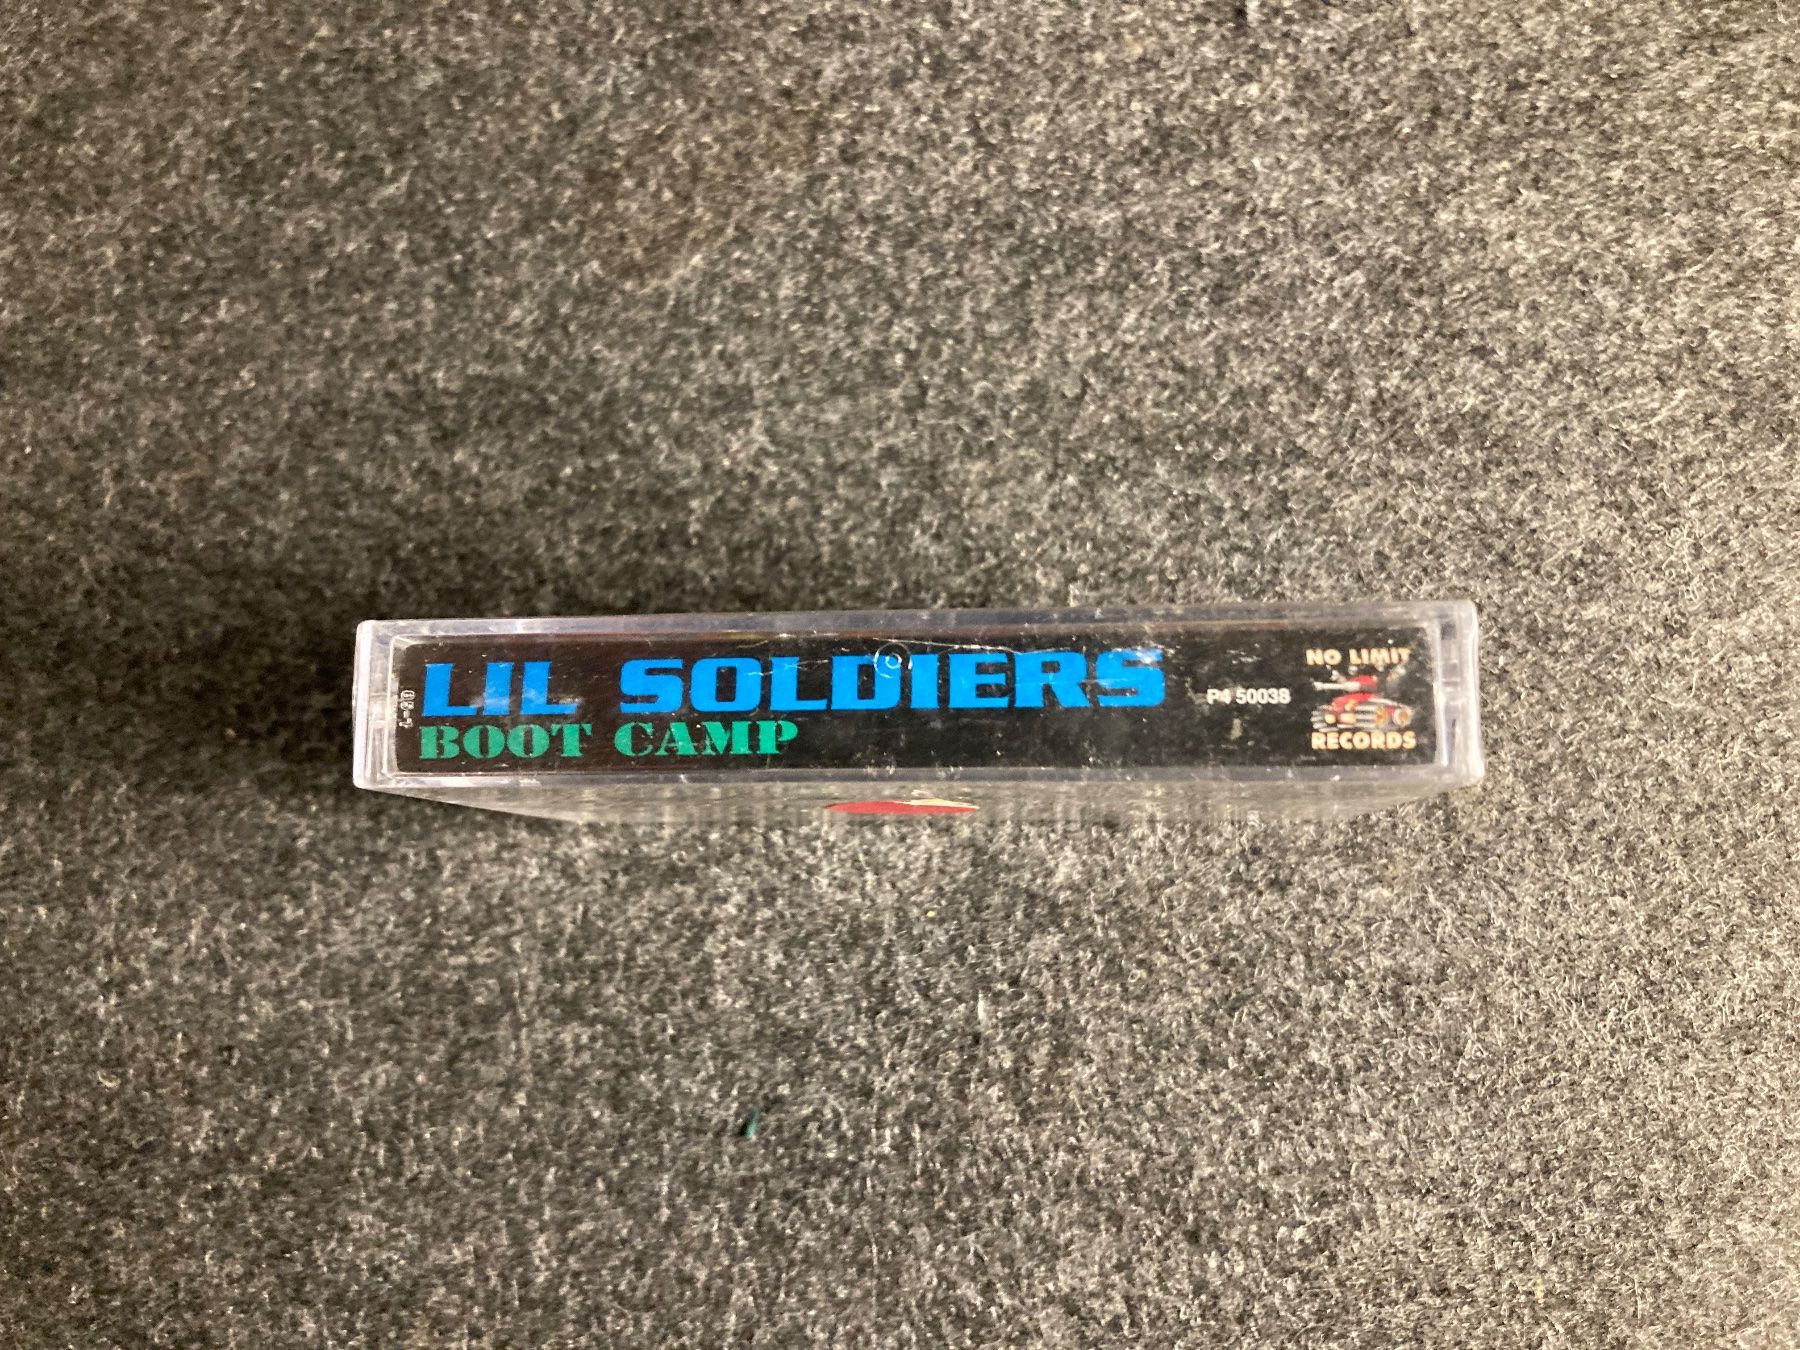 LIL SOLDIERS
BOOT CAMP
P4 50038
NO LIMIT
RECORDS